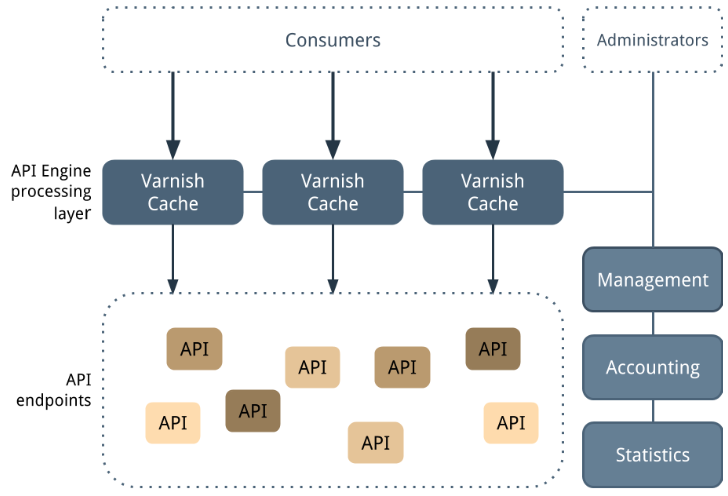 Consumers
Administrators
API Engine
processing
layer
Varnish
Cache
Varnish
Cache
Varnish
Cache
Management
API
API
API
API
API
Accounting
API
endpoints
API
API
API
API
Statistics